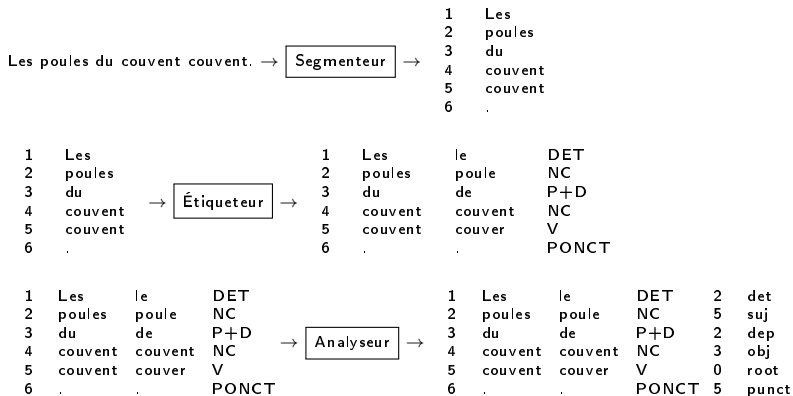 1 Les
2 poules
Les poules du couvent couvent. → Segmenteur → 3 du
4 couvent
5 couvent
6 .
1 Les 1 Les le DET
2 poules 2 poules poule NC
3 du → Étiqueteur → 3 du de P+D
4 couvent 4 couvent couvent NC
5 couvent 5 couvent couver V
6 . 6 . . PONCT
1 Les le DET 1 Les le DET 2 det
2 poules poule NC 2 poules poule NC 5 suj
3 du de P+D → Analyseur → 3 du de P+D 2 dep
4 couvent couvent NC 4 couvent couvent NC 3 obj
5 couvent couver V 5 couvent couver V 0 root
6 . . PONCT 6 . . PONCT 5 punct